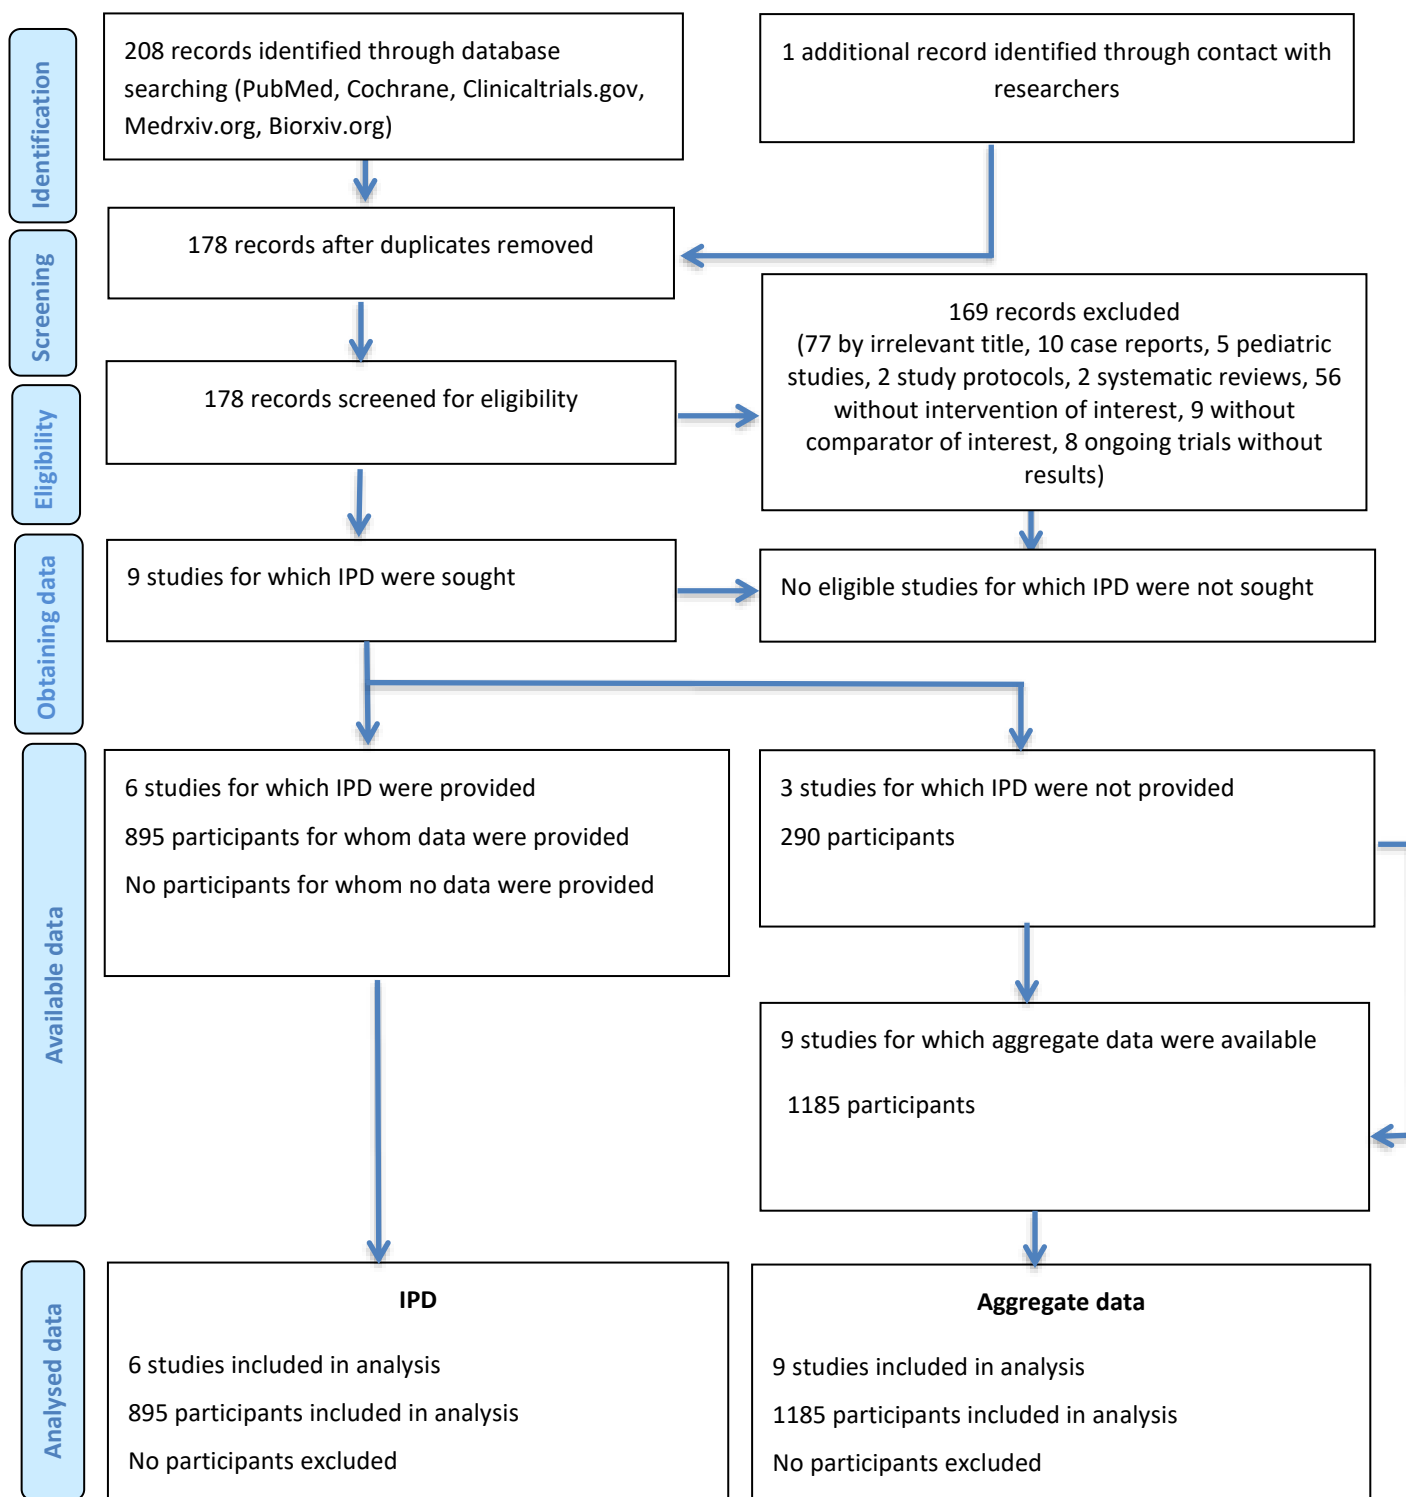 Identification
208 records identified through database
searching (PubMed, Cochrane, Clinicaltrials.gov,
Medrxiv.org, Biorxiv.org)
1 additional record identified through contact with
researchers
178 records after duplicates removed
Screening
169 records excluded
(77 by irrelevant title, 10 case reports, 5 pediatric
studies, 2 study protocols, 2 systematic reviews, 56
without intervention of interest, 9 without
comparator of interest, 8 ongoing trials without
results)
178 records screened for eligibility
Eligibility
Obtaining data
9 studies for which IPD were sought
No eligible studies for which IPD were not sought
Available data
6 studies for which IPD were provided
895 participants for whom data were provided
No participants for whom no data were provided
3 studies for which IPD were not provided
290 participants
9 studies for which aggregate data were available
1185 participants
Analysed data
IPD
6 studies included in analysis
895 participants included in analysis
No participants excluded
Aggregate data
9 studies included in analysis
1185 participants included in analysis
No participants excluded